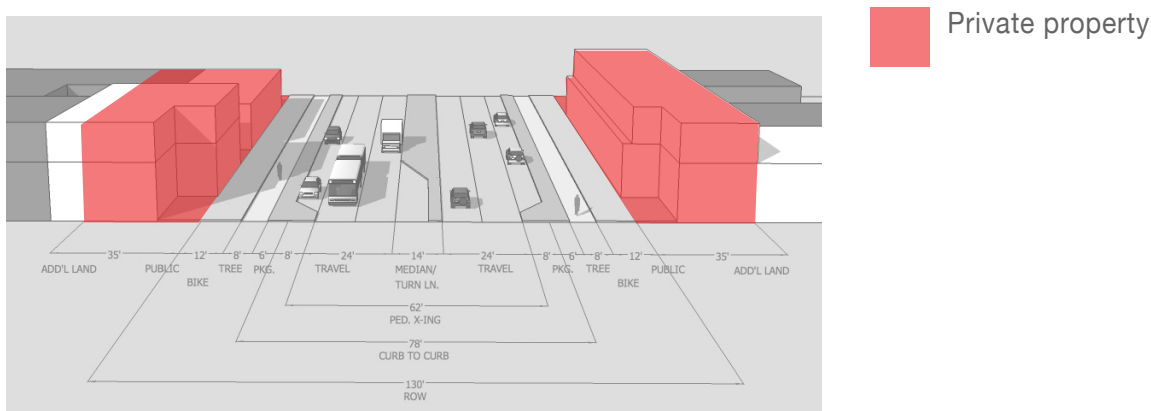 Private property
35' 12' 8' 6' 8' 24' 14' 24' 8' 6' 8' 12' 35'
ADD'L LAND PUBLIC TREE PKG. TRAVEL MEDIAN/ TRAVEL PKG. TREE PUBLIC ADD'L LAND
BIKE TURN LN. BIKE
62'
PED. X-ING
78'
CURB TO CURB
130'
ROW